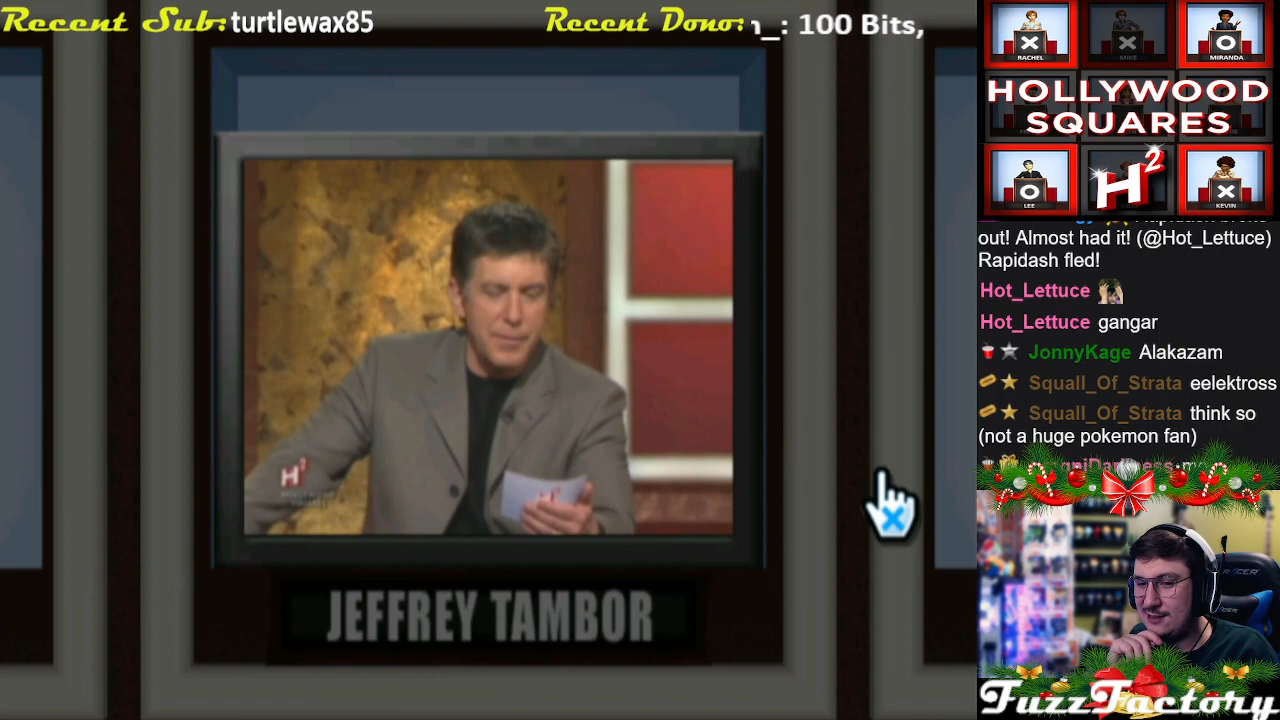 Recent Sub: turtlewax85
Recent Dono: _: 100 Bits,
X
X
O
RACHEL
MIKE
MIRANDA
HOLLYWOOD
SQUARES
O
H2
X
LEE
KEVIN
out! Almost had it! (@Hot_Lettuce)
Rapidash fled!
Hot_Lettuce
Hot_Lettuce gangar
JonnyKage Alakazam
Squall_Of_Strata eelektross
Squall_Of_Strata think so
(not a huge pokemon fan)
H2
JEFFREY TAMBOR
FuzzFactory